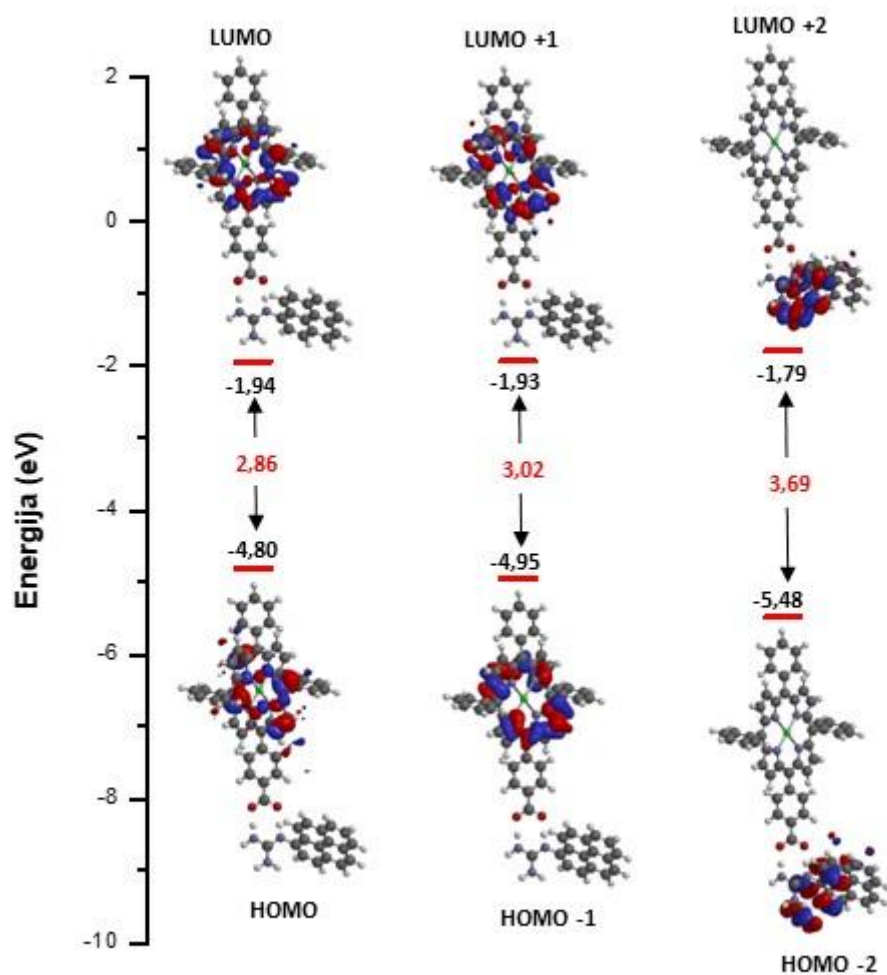 LUMO
LUMO +1
LUMO +2
2
0
-2
-4
-6
-8
-10
Energija (eV)
-1,94
-1,93
-1,79
2,86
3,02
3,69
-4,80
-4,95
-5,48
HOMO
HOMO -1
HOMO -2